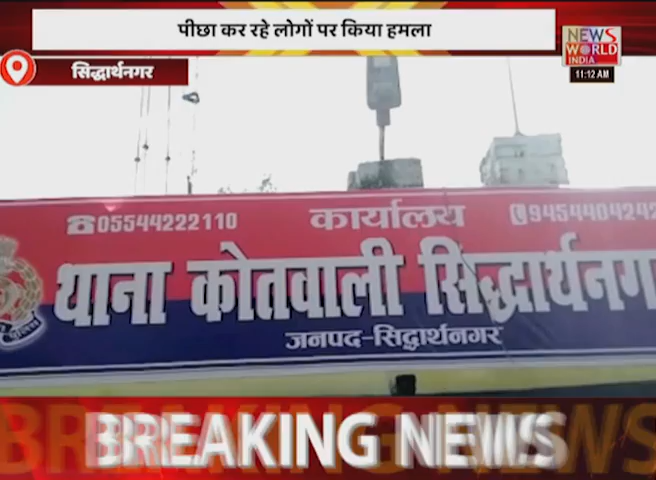 पीछा कर रहे लोगों पर किया हमला
NEWS
WORLD
INDIA
11:12 AM
सिद्धार्थनगर
☎05544222110 कार्यालय 9454404242
थाना कोतवाली सिद्धार्थनग
जनपद-सिद्धार्थनगर
BREAKING NEWS